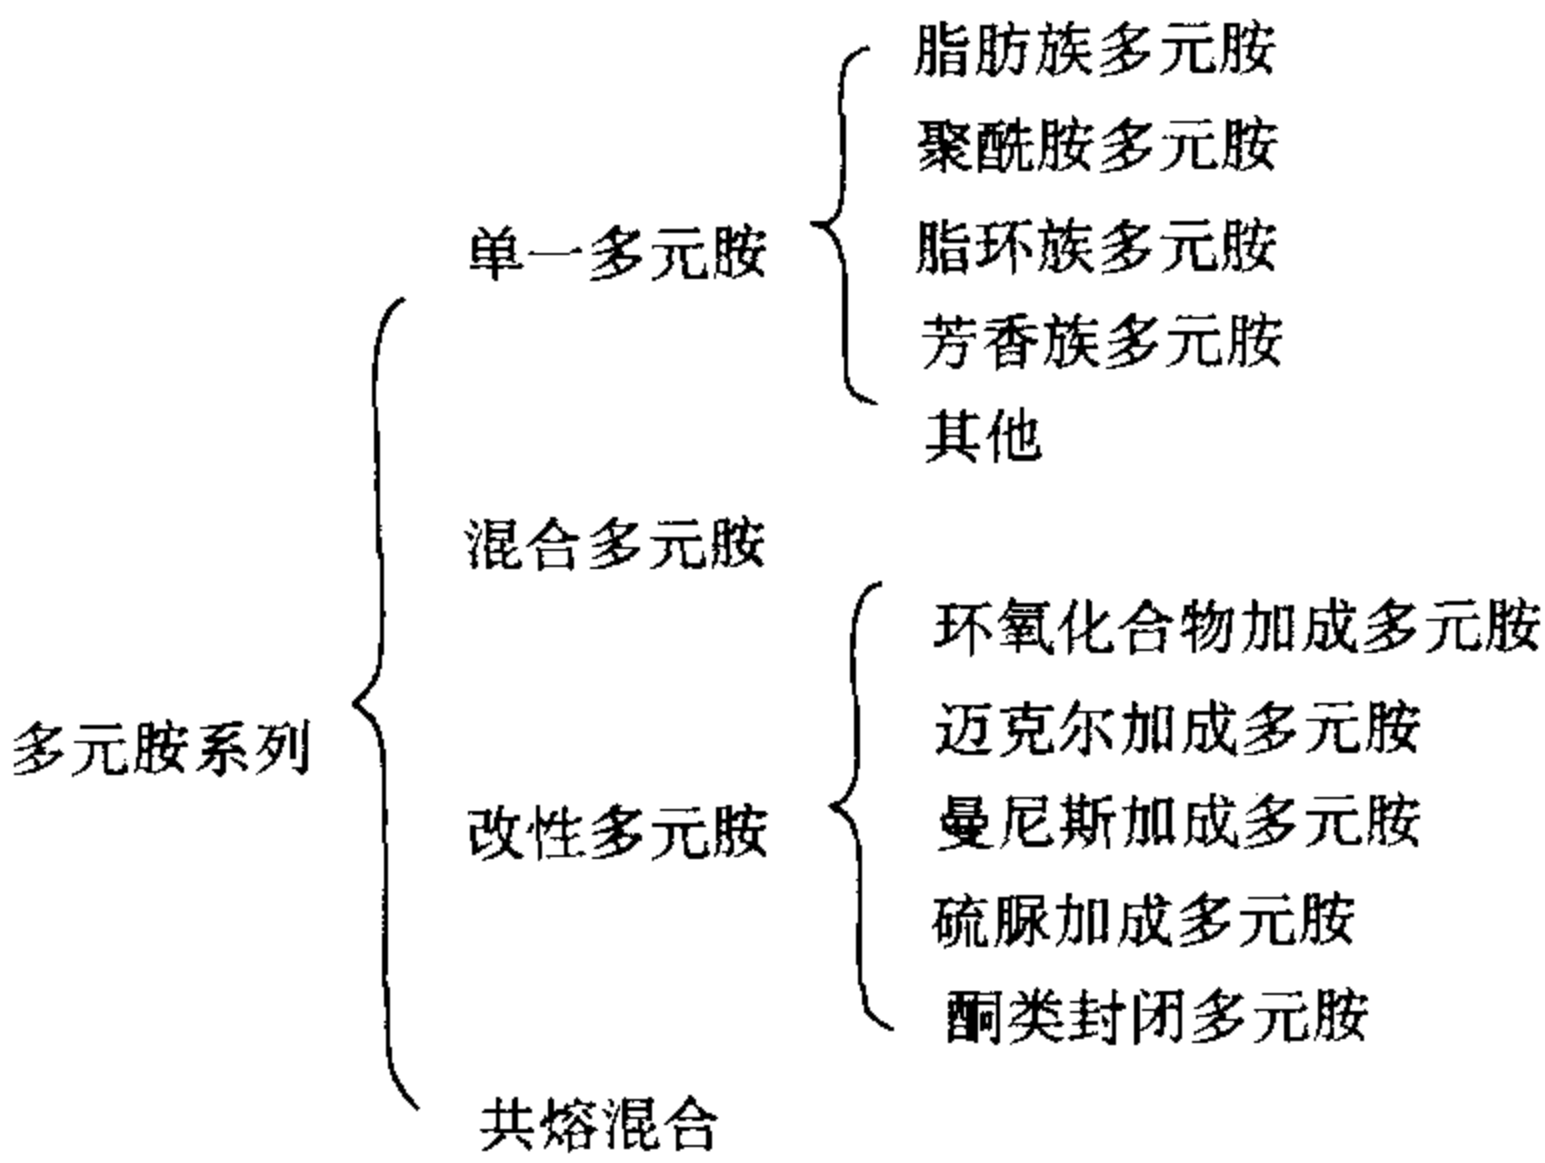 脂肪族多元胺
聚酰胺多元胺
单一多元胺
脂环族多元胺
芳香族多元胺
其他
混合多元胺
环氧化合物加成多元胺
迈克尔加成多元胺
多元胺系列
改性多元胺
曼尼斯加成多元胺
硫脲加成多元胺
酮类封闭多元胺
共熔混合